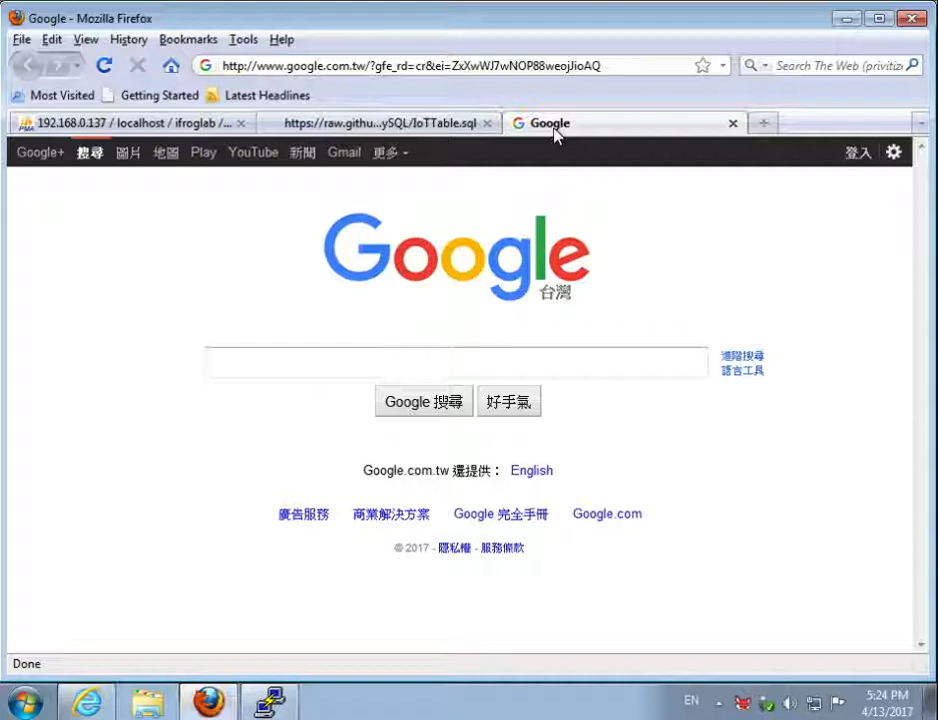 Google - Mozilla Firefox
File Edit View History Bookmarks Tools Help
http://www.google.com.tw/?gfe_rd=cr&ei=ZxXwWJ7wNOP88weojJioAQ
Search The Web (privitiz
Most Visited Getting Started Latest Headlines
192.168.0.137 / localhost / ifroglab /... https://raw.githu...ySQL/IoTTable.sql Google
Google+ 搜尋 圖片 地圖 Play YouTube 新聞 Gmail 更多 登入
Google
台灣
進階搜尋
語言工具
Google 搜尋 好手氣
Google.com.tw 還提供： English
廣告服務 商業解決方案 Google 完全手冊 Google.com
© 2017 - 隱私權 - 服務條款
Done
EN 5:24 PM
4/13/2017